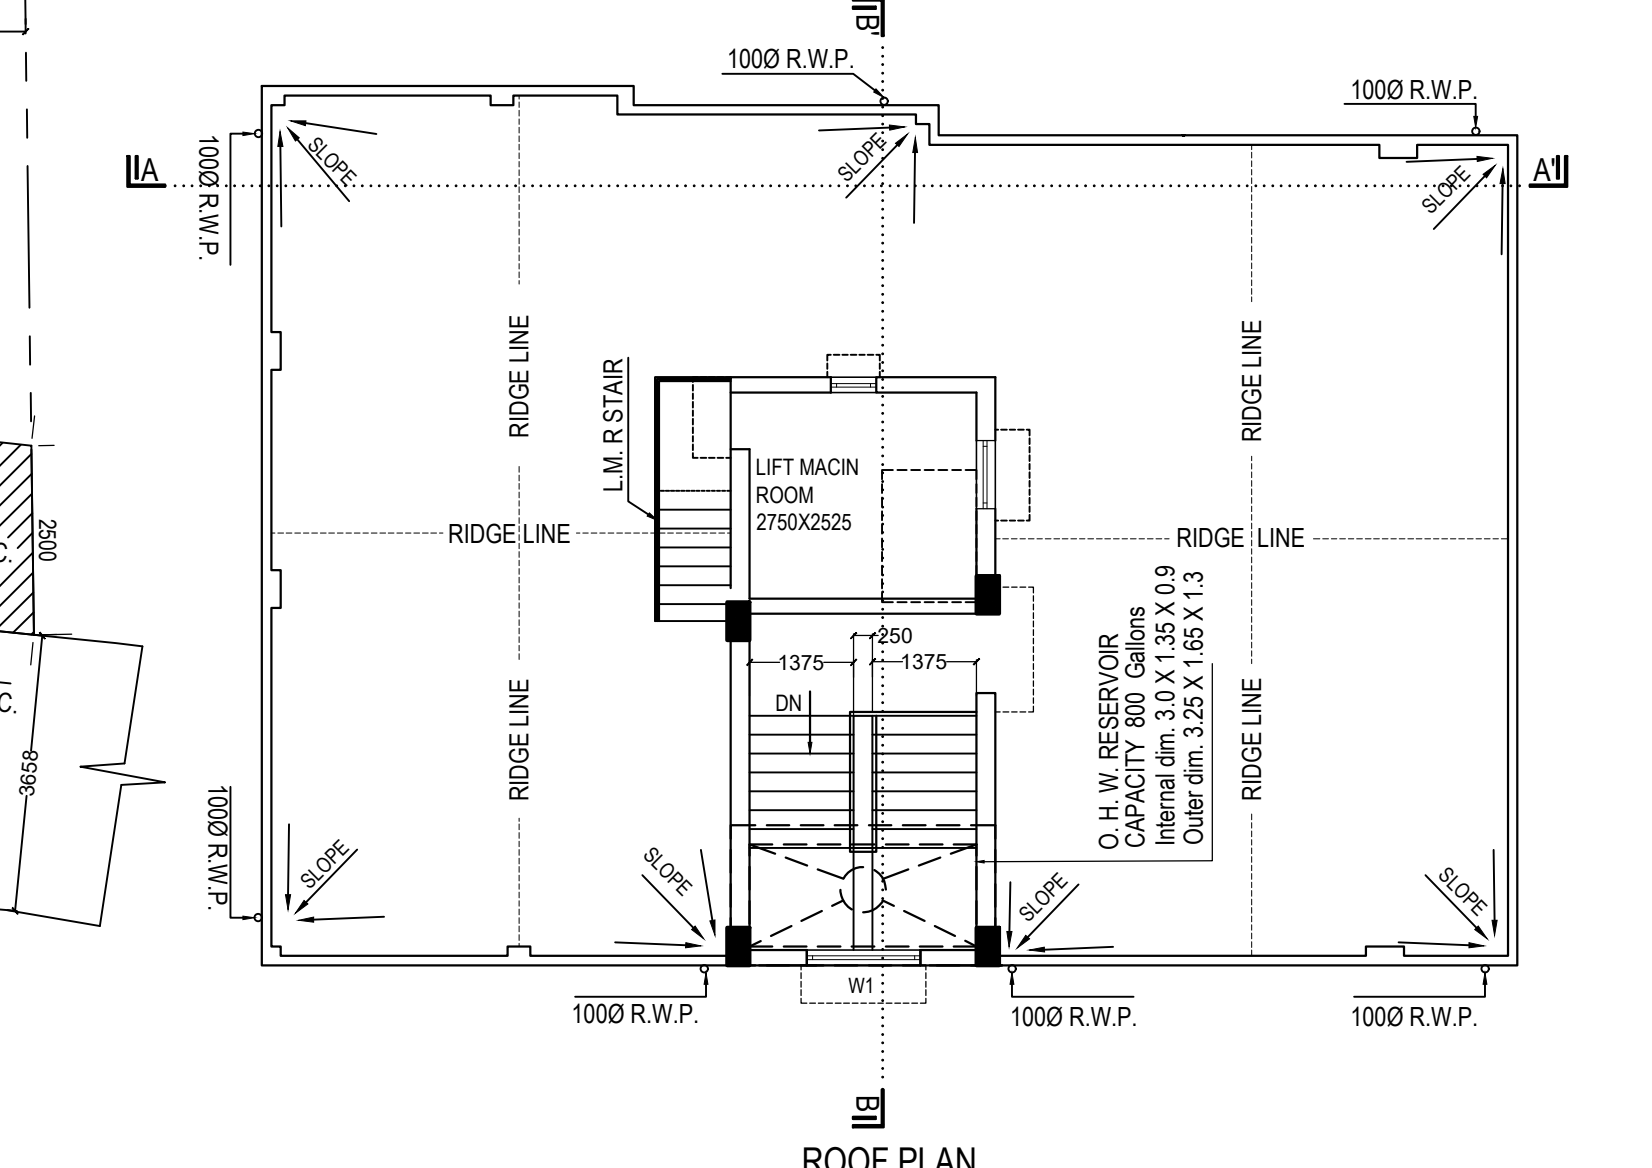 B'
100Ø R.W.P.
100Ø R.W.P.
100Ø R.W.P.
A
A'
SLOPE
SLOPE
SLOPE
RIDGE LINE
RIDGE LINE
L.M. R STAIR
LIFT MACIN
ROOM
2750X2525
RIDGE LINE
RIDGE LINE
2500
C.
C.
3658
250
1375
1375
DN
RIDGE LINE
RIDGE LINE
O. H. W. RESERVOIR
CAPACITY 800 Gallons
Internal dim. 3.0 X 1.35 X 0.9
Outer dim. 3.25 X 1.65 X 1.3
100Ø R.W.P.
SLOPE
SLOPE
SLOPE
SLOPE
W1
100Ø R.W.P.
100Ø R.W.P.
100Ø R.W.P.
B
ROOF PLAN